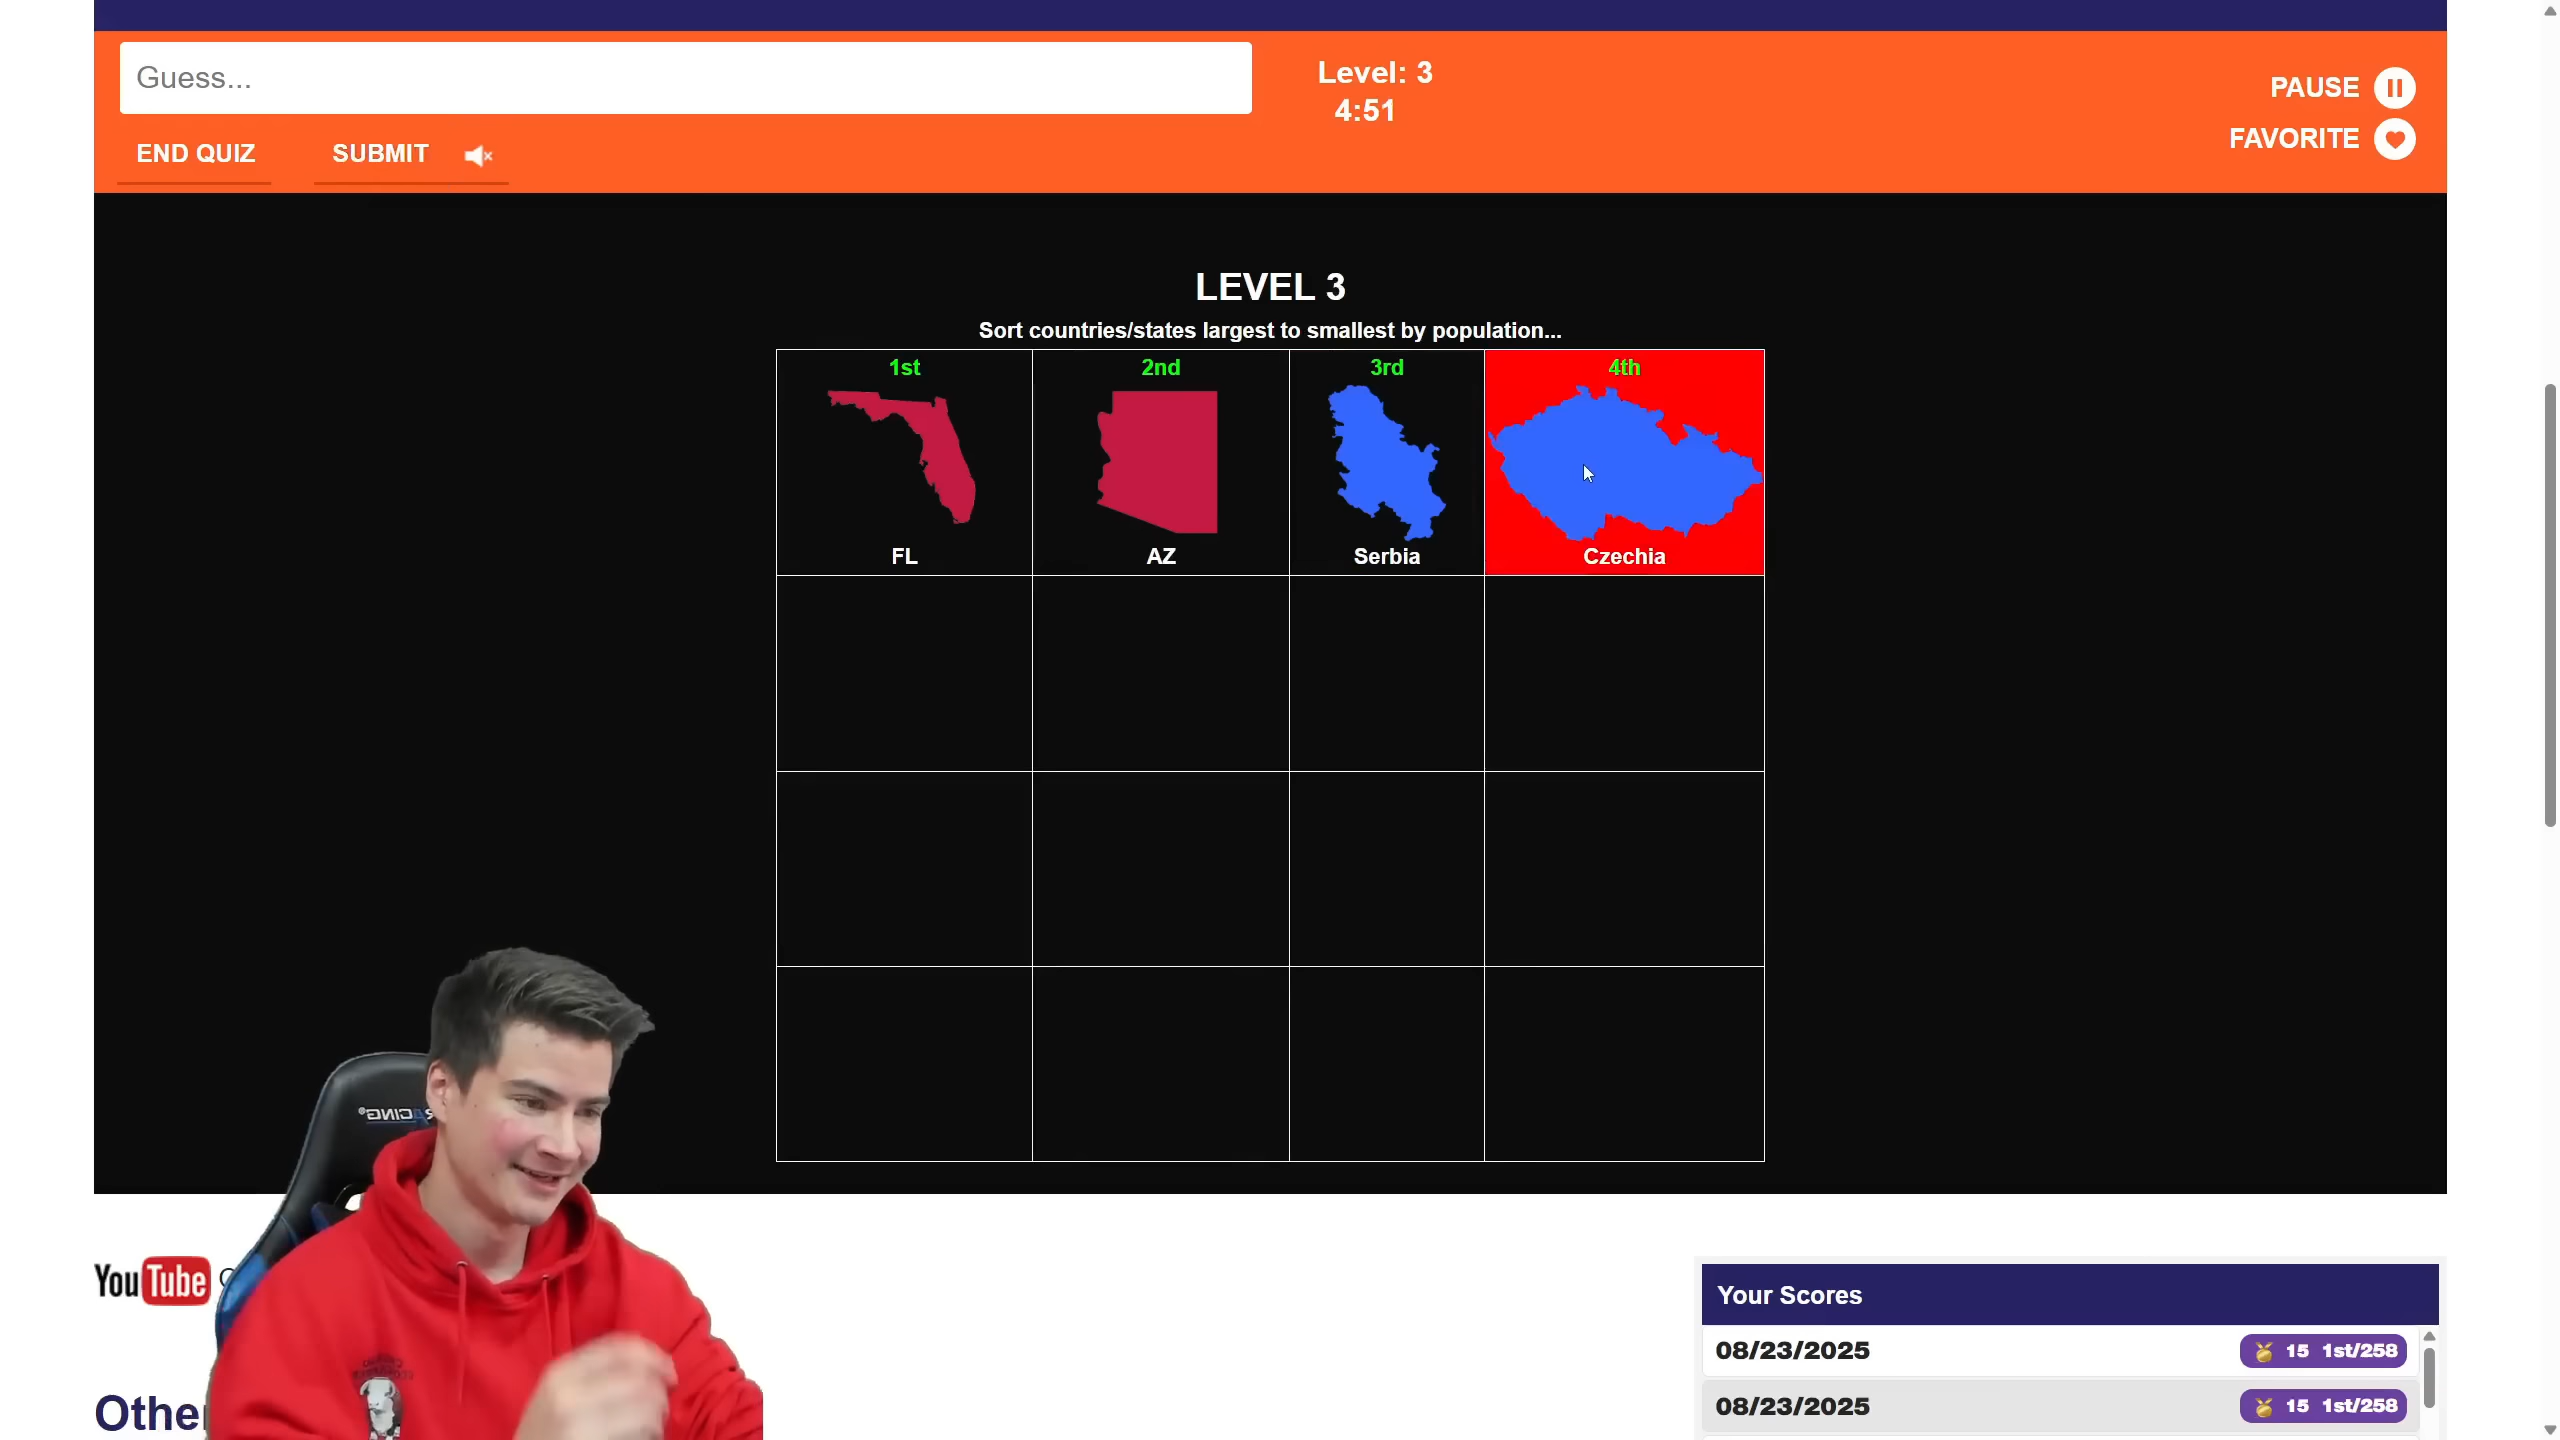 Guess...
Level: 3
4:51
PAUSE
FAVORITE
END QUIZ
SUBMIT
LEVEL 3
Sort countries/states largest to smallest by population...
1st
2nd
3rd
4th
FL
AZ
Serbia
Czechia
YouTube
Your Scores
08/23/2025
15 1st/258
08/23/2025
15 1st/258